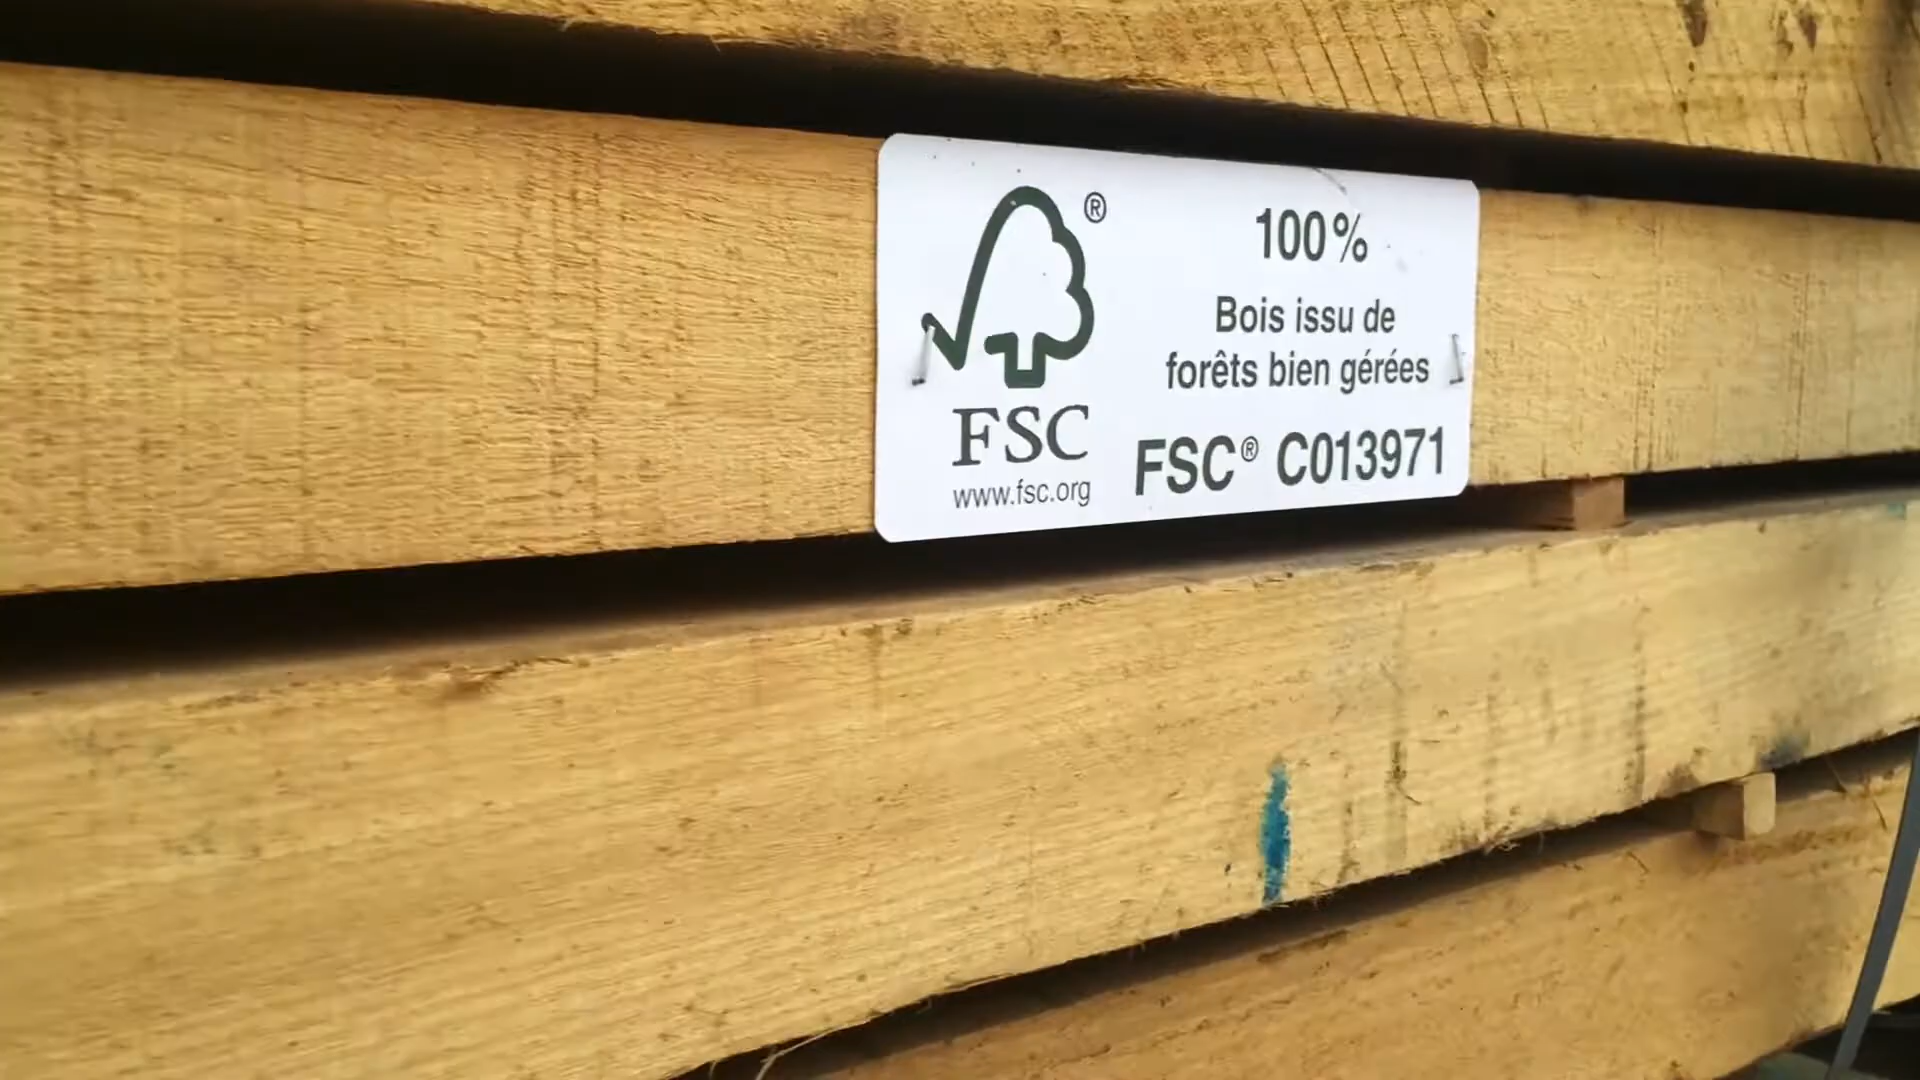 ®
FSC
www.fsc.org
100%
Bois issu de
forêts bien gérées
FSC® C013971